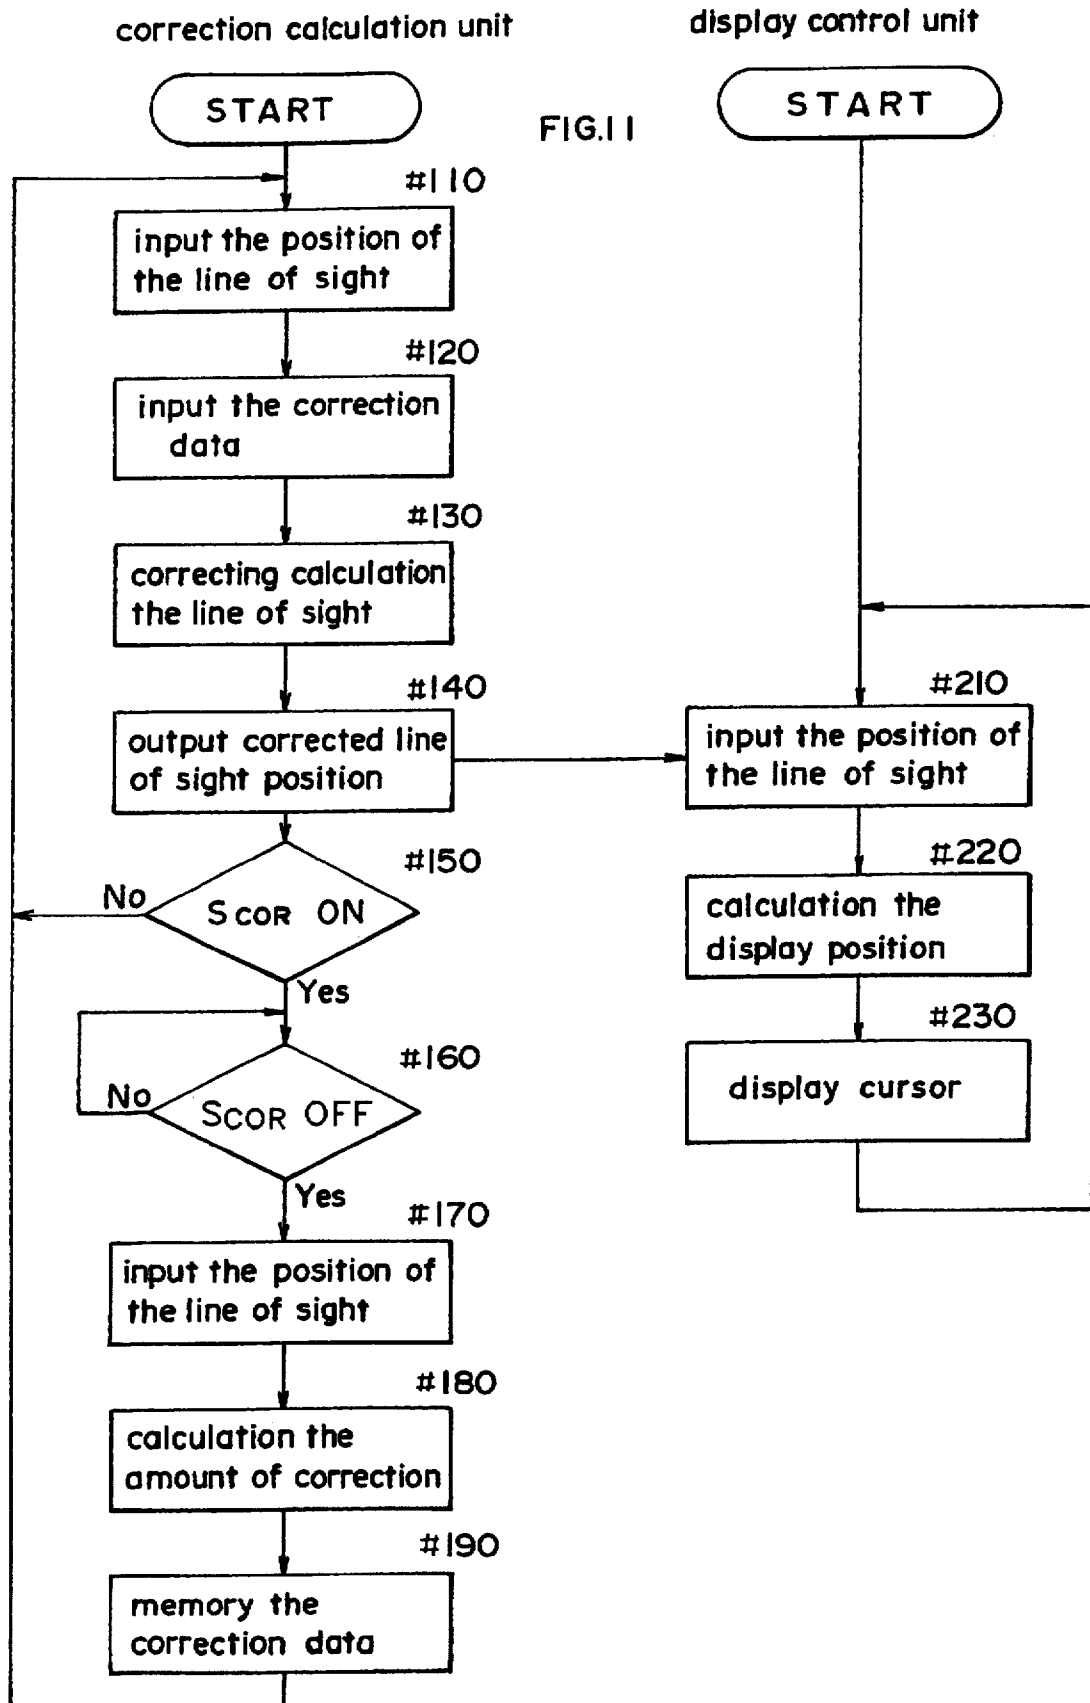 correction calculation unit
START
#110
input the position of
the line of sight
#120
input the correction
data
#130
correcting calculation
the line of sight
#140
output corrected line
of sight position
#150
No
SCOR ON
Yes
#160
No
SCOR OFF
Yes
#170
input the position of
the line of sight
#180
calculation the
amount of correction
#190
memory the
correction data
FIG.11
display control unit
START
#210
input the position of
the line of sight
#220
calculation the
display position
#230
display cursor